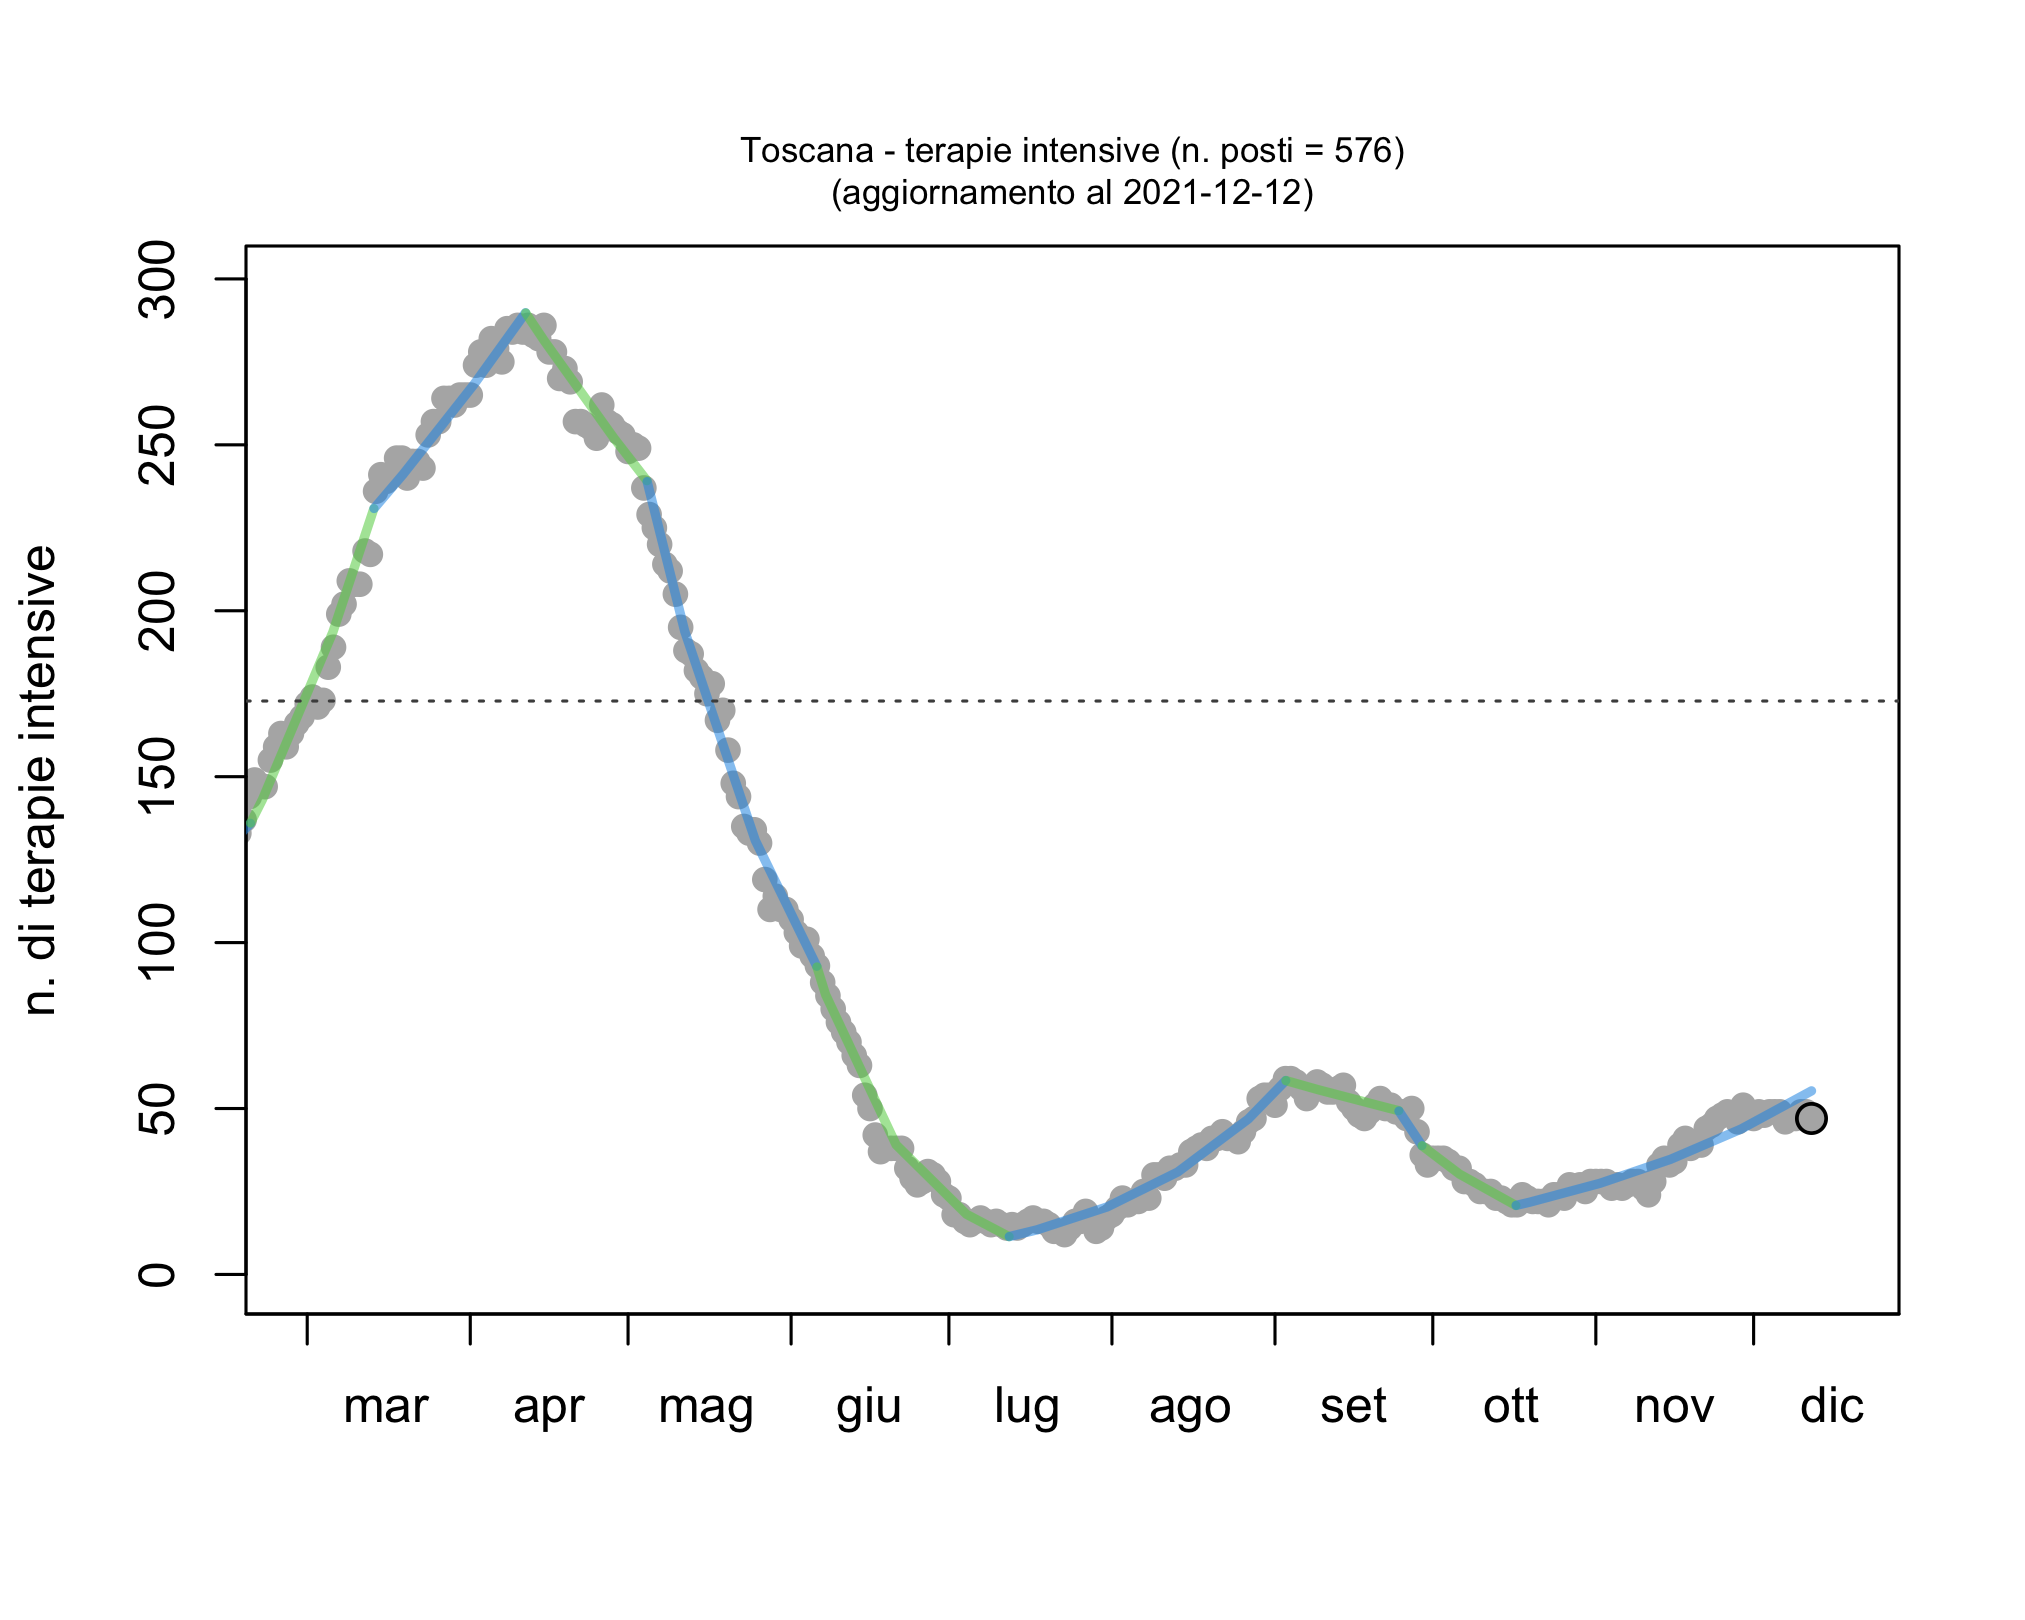 Toscana - terapie intensive (n. posti = 576)
(aggiornamento al 2021-12-12)
n. di terapie intensive
300
250
200
150
100
50
0
mar apr mag giu lug ago set ott nov dic